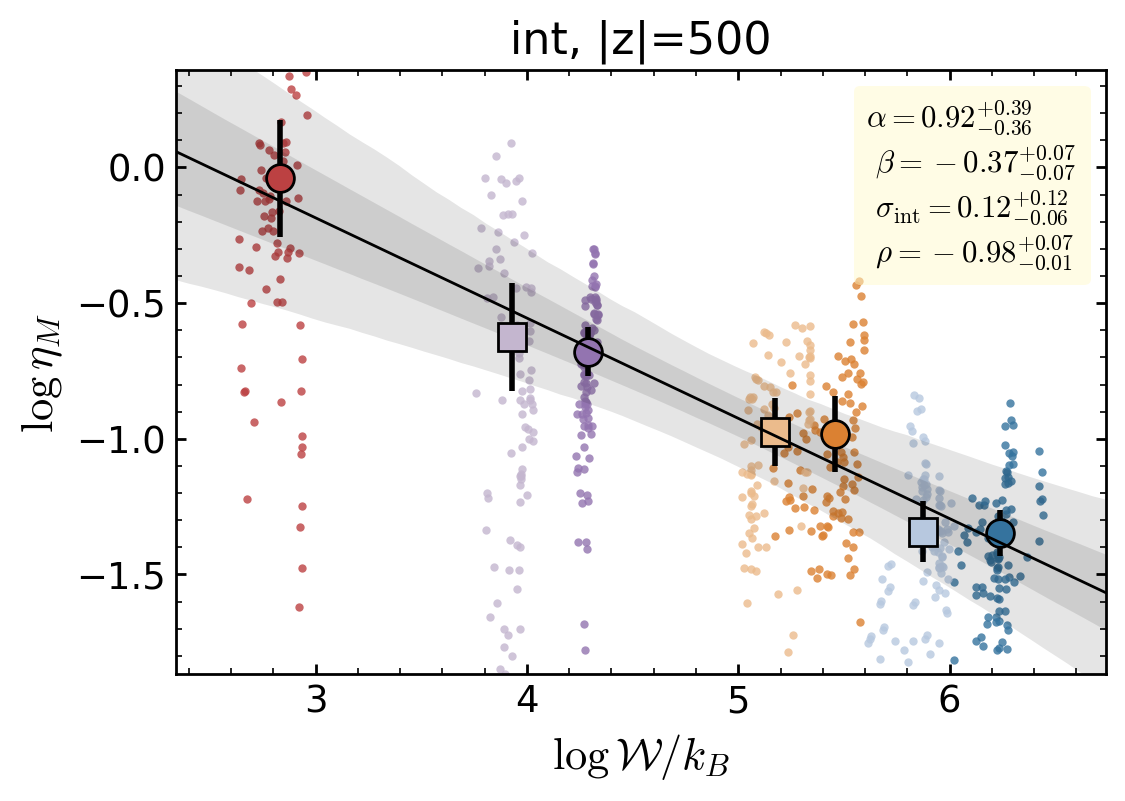 int, |z|=500
α = 0.92^{+0.39}_{−0.36}
β = −0.37^{+0.07}_{−0.07}
σ_{int} = 0.12^{+0.12}_{−0.06}
ρ = −0.98^{+0.07}_{−0.01}
log η_M
0.0
−0.5
−1.0
−1.5
3 4 5 6
log 𝒲/k_B